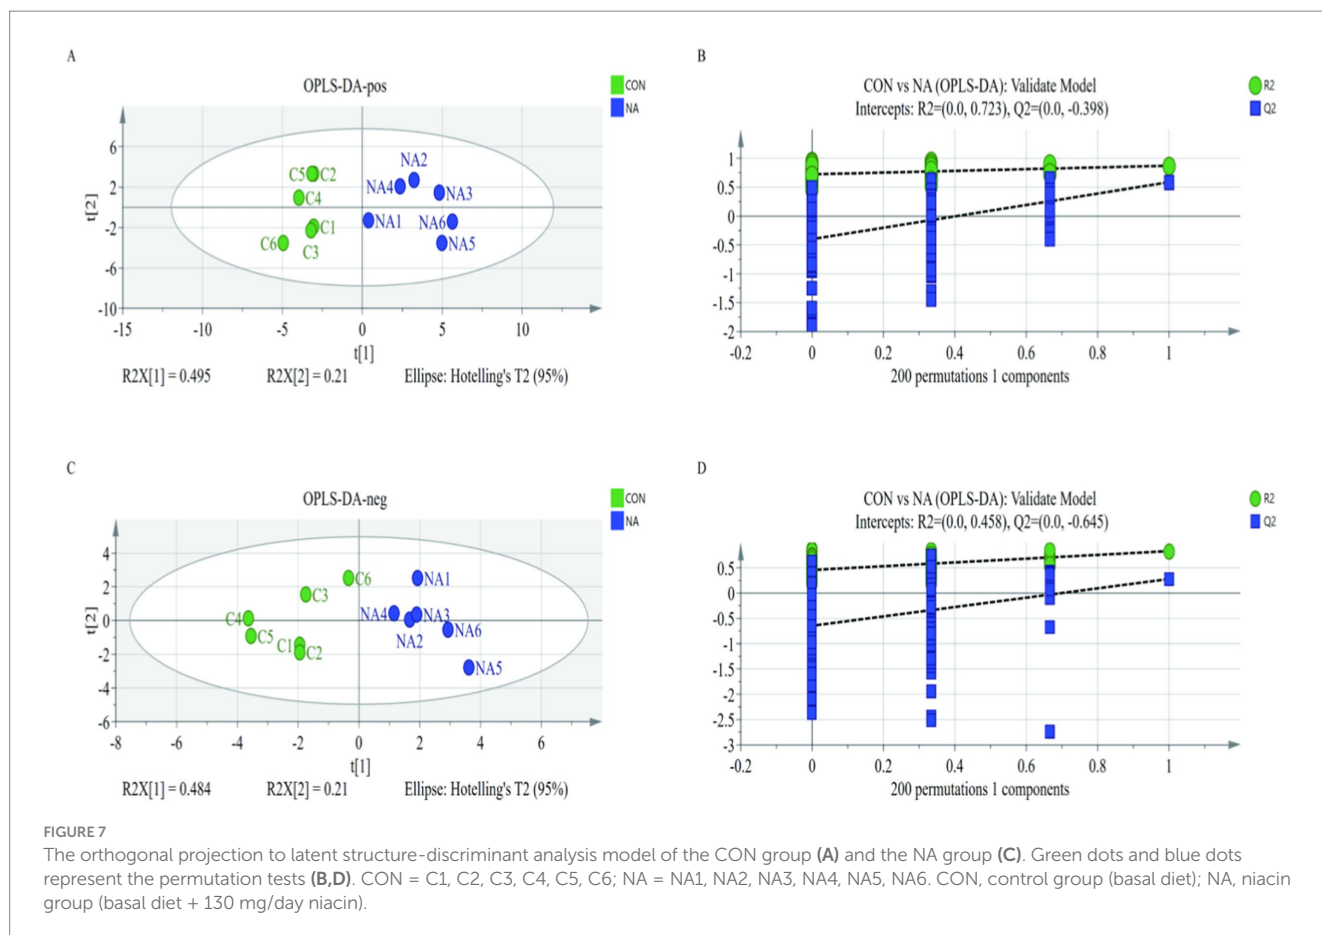 A
OPLS-DA-pos
CON
NA
6
2
-2
-6
-10
t[2]
C5 C2
C4
C1
C3
C6
NA2
NA4
NA3
NA1
NA6
NA5
-15 -10 -5 0 5 10
t[1]
R2X[1] = 0.495 R2X[2] = 0.21 Ellipse: Hotelling's T2 (95%)
B
CON vs NA (OPLS-DA): Validate Model
Intercepts: R2=(0.0, 0.723), Q2=(0.0, -0.398)
R2
Q2
1
0.5
0
-0.5
-1
-1.5
-2
-0.2 0 0.2 0.4 0.6 0.8 1
200 permutations 1 components
C
OPLS-DA-neg
CON
NA
4
2
0
-2
-4
-6
t[2]
C6
C3
C4
C5
C1
C2
NA1
NA4
NA3
NA2
NA6
NA5
-8 -6 -4 -2 0 2 4 6
t[1]
R2X[1] = 0.484 R2X[2] = 0.21 Ellipse: Hotelling's T2 (95%)
D
CON vs NA (OPLS-DA): Validate Model
Intercepts: R2=(0.0, 0.458), Q2=(0.0, -0.645)
R2
Q2
0.5
0
-0.5
-1
-1.5
-2
-2.5
-3
-0.2 0 0.2 0.4 0.6 0.8 1
200 permutations 1 components
FIGURE 7
The orthogonal projection to latent structure-discriminant analysis model of the CON group (A) and the NA group (C). Green dots and blue dots
represent the permutation tests (B,D). CON = C1, C2, C3, C4, C5, C6; NA = NA1, NA2, NA3, NA4, NA5, NA6. CON, control group (basal diet); NA, niacin
group (basal diet + 130 mg/day niacin).